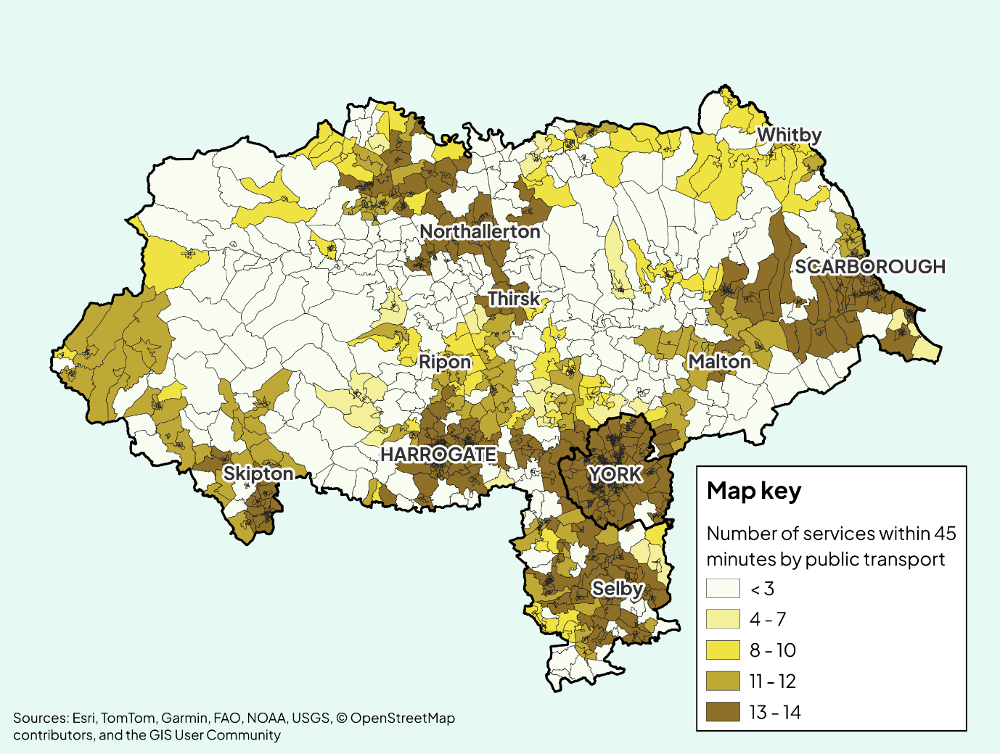 Whitby
Northallerton
SCARBOROUGH
Thirsk
Ripon
Malton
HARROGATE
Skipton
YORK
Selby
Map key
Number of services within 45
minutes by public transport
< 3
4 - 7
8 - 10
11 - 12
13 - 14
Sources: Esri, TomTom, Garmin, FAO, NOAA, USGS, © OpenStreetMap
contributors, and the GIS User Community